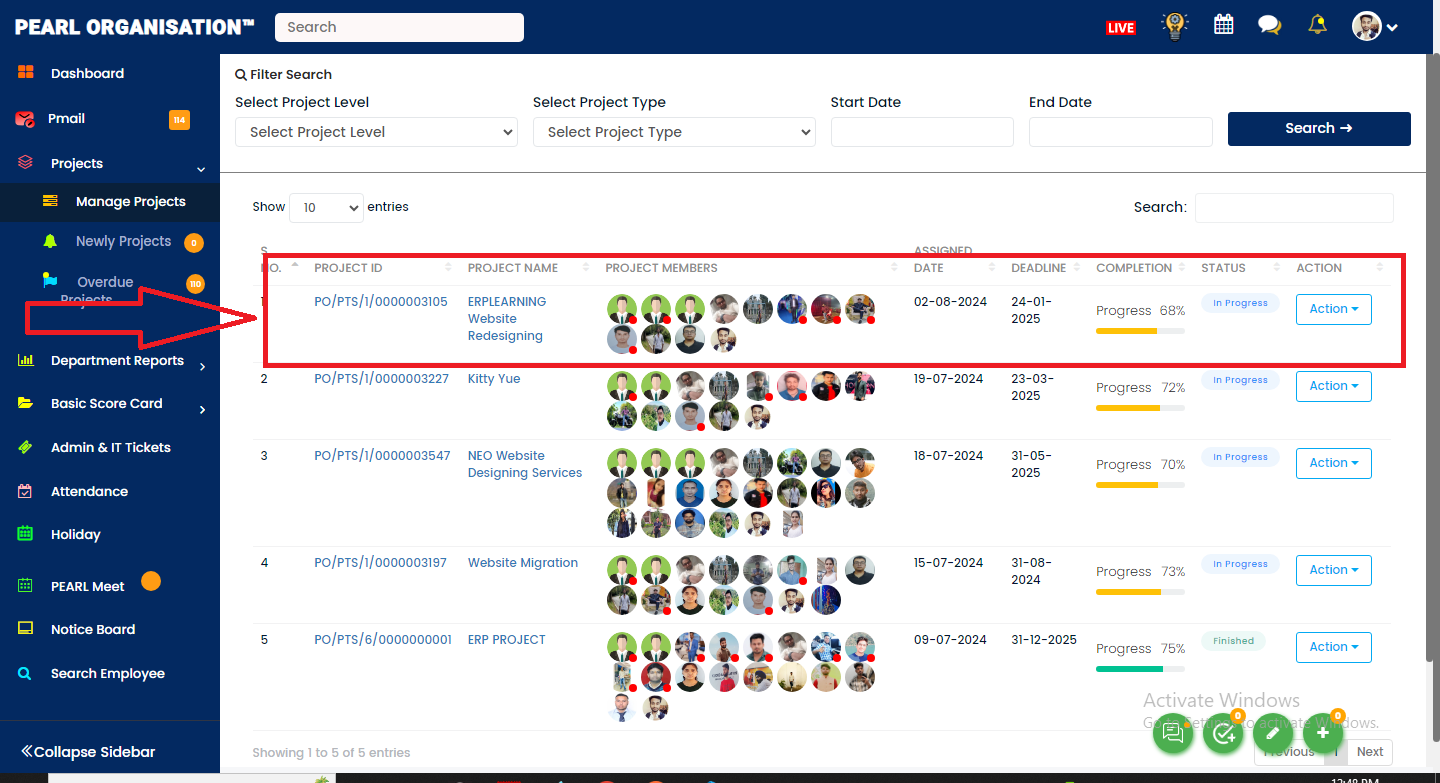 PEARL ORGANISATION™
Search
LIVE
Dashboard
Pmail
114
Projects
Manage Projects
Newly Projects
0
Overdue
Projects
110
Department Reports
Basic Score Card
Admin & IT Tickets
Attendance
Holiday
PEARL Meet
Notice Board
Search Employee
Collapse Sidebar
Filter Search
Select Project Level Select Project Type Start Date End Date
Select Project Level Select Project Type Search
Show 10 entries Search:
S
NO. PROJECT ID PROJECT NAME PROJECT MEMBERS ASSIGNED
DATE DEADLINE COMPLETION STATUS ACTION
1 PO/PTS/1/0000003105 ERPLEARNING
Website
Redesigning 02-08-2024 24-01-
2025 Progress 68% In Progress Action
2 PO/PTS/1/0000003227 Kitty Yue 19-07-2024 23-03-
2025 Progress 72% In Progress Action
3 PO/PTS/1/0000003547 NEO Website
Designing Services 18-07-2024 31-05-
2025 Progress 70% In Progress Action
4 PO/PTS/1/0000003197 Website Migration 15-07-2024 31-08-
2024 Progress 73% In Progress Action
5 PO/PTS/6/0000000001 ERP PROJECT 09-07-2024 31-12-2025 Progress 75% Finished Action
Activate Windows
Go to Settings to activate Windows.
0
0
Showing 1 to 5 of 5 entries
Previous 1 Next
12:48 PM